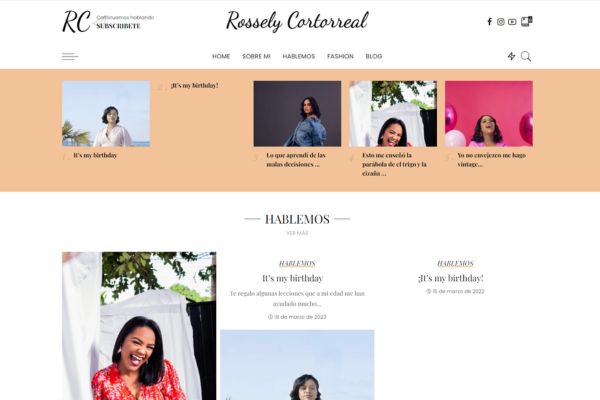 RC
Continuemos hablando
SUBSCRIBETE
Rossely Cortorreal
HOME SOBRE MI HABLEMOS FASHION BLOG
1. It's my birthday
2. ¡It's my birthday!
3. Lo que aprendí de las
malas decisiones ...
4. Esto me enseñó la
parábola de el trigo y la
cizaña ...
5. Yo no envejezco me hago
vintage...
HABLEMOS
VER MÁS
HABLEMOS
It's my birthday
Te regalo algunas lecciones que a mi edad me han
ayudado mucho...
18 de marzo de 2023
HABLEMOS
¡It's my birthday!
15 de marzo de 2022